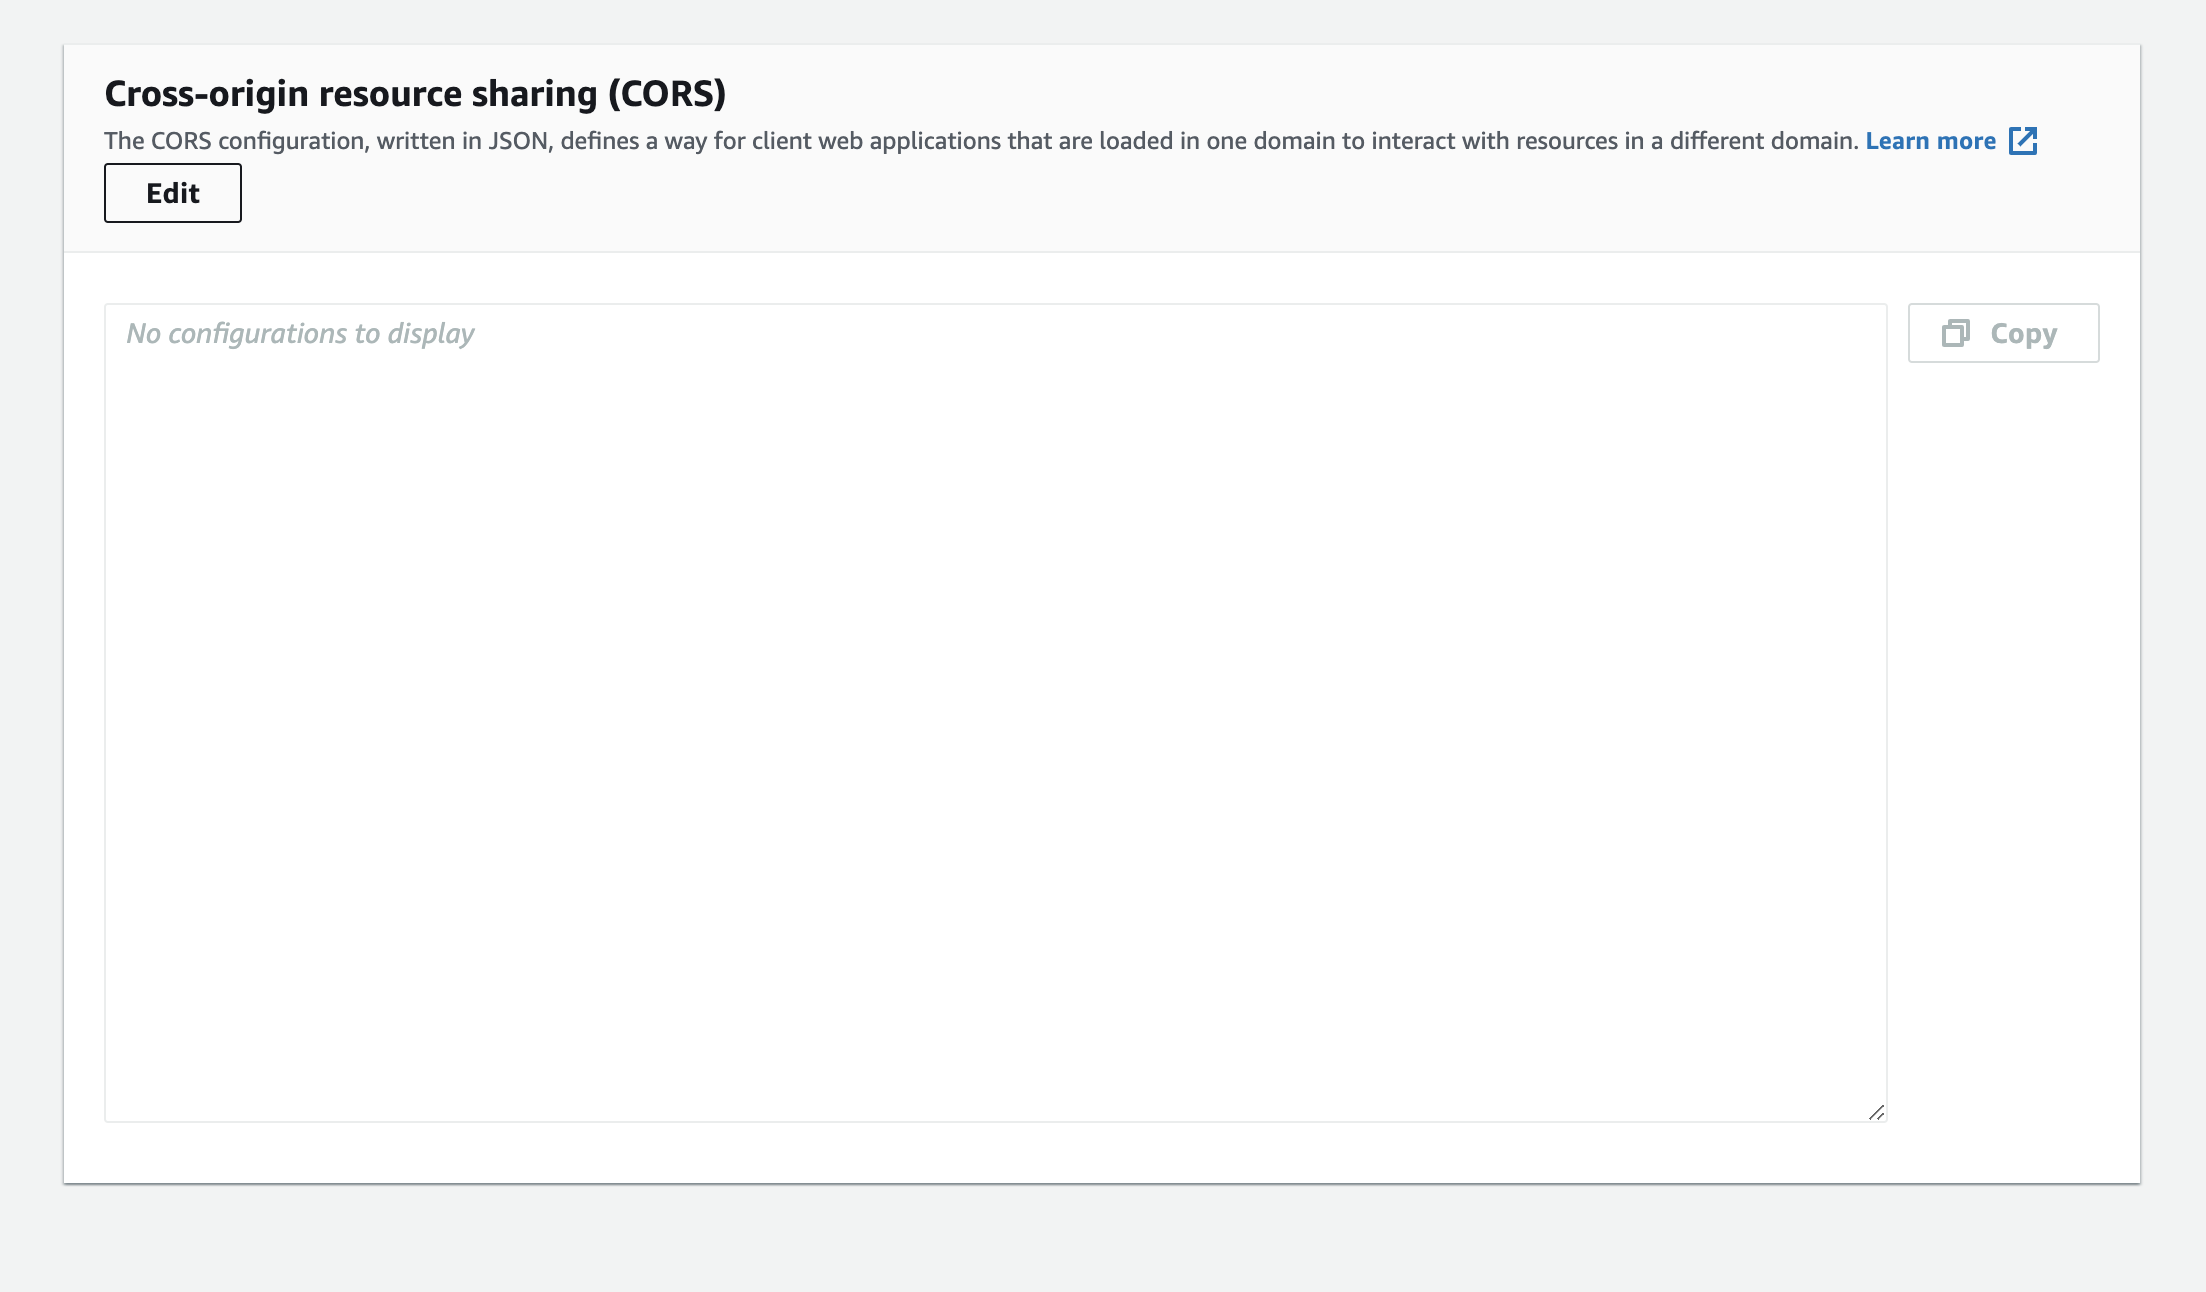 Cross-origin resource sharing (CORS)
The CORS configuration, written in JSON, defines a way for client web applications that are loaded in one domain to interact with resources in a different domain. Learn more
Edit
No configurations to display
Copy